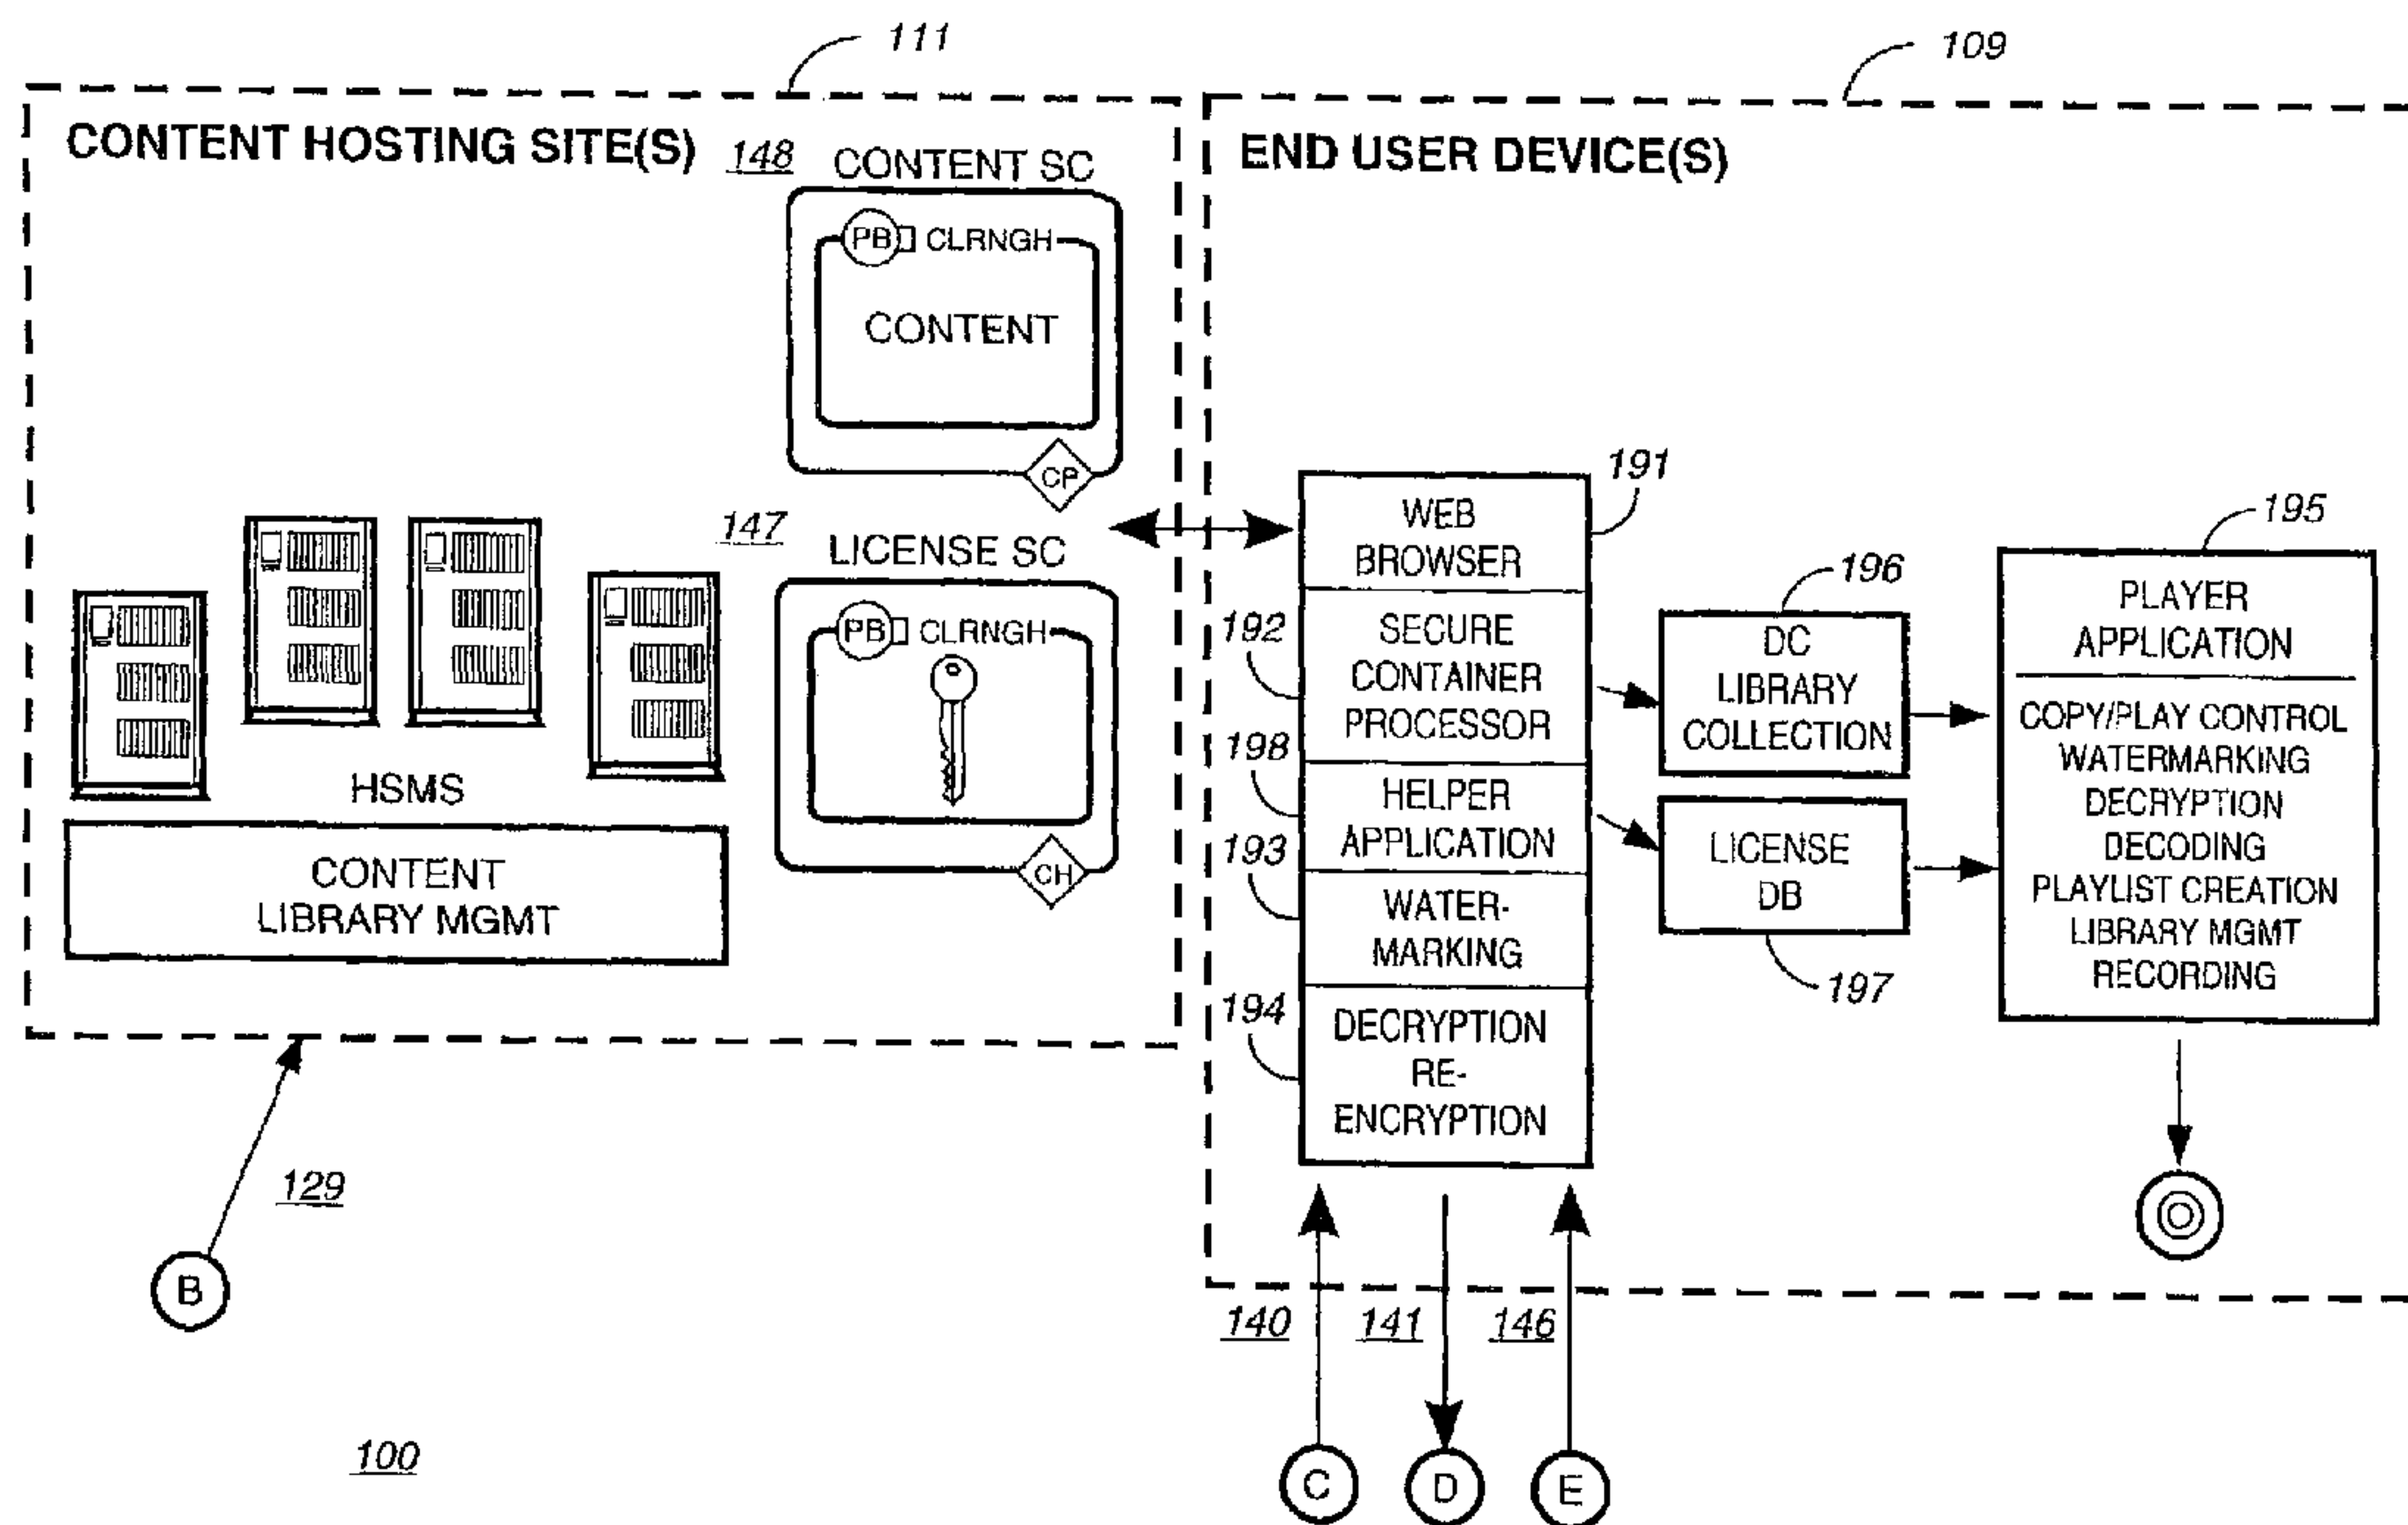 111
109
CONTENT HOSTING SITE(S)
148
CONTENT SC
PB CLRNGH
CONTENT
CP
147
LICENSE SC
PB CLRNGH
CH
HSMS
CONTENT
LIBRARY MGMT
END USER DEVICE(S)
191
WEB
BROWSER
192
SECURE
CONTAINER
PROCESSOR
198
HELPER
APPLICATION
193
WATER-
MARKING
194
DECRYPTION
RE-
ENCRYPTION
196
DC
LIBRARY
COLLECTION
LICENSE
DB
197
195
PLAYER
APPLICATION
COPY/PLAY CONTROL
WATERMARKING
DECRYPTION
DECODING
PLAYLIST CREATION
LIBRARY MGMT
RECORDING
129
B
140
141
146
C
D
E
100